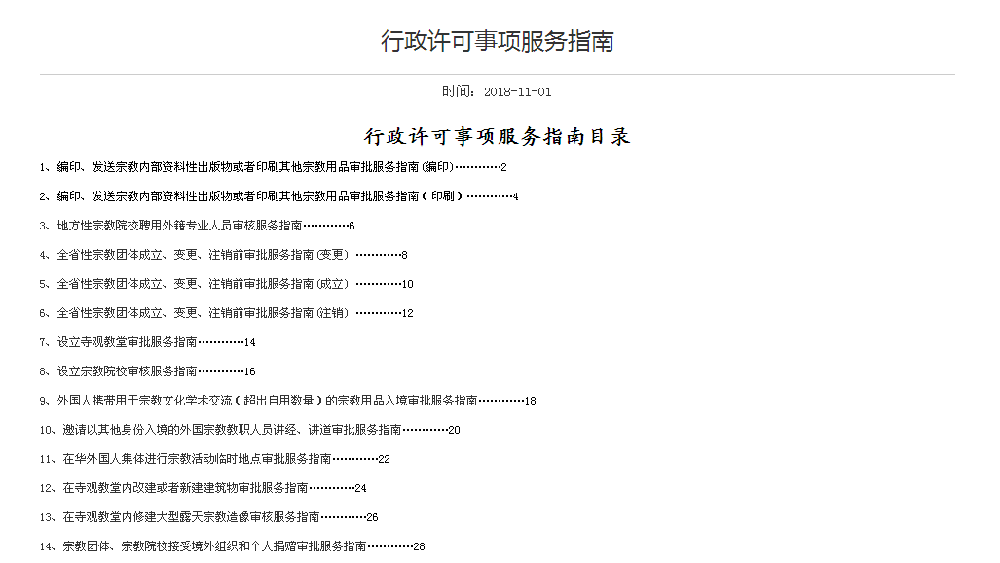 行政许可事项服务指南
时间：2018-11-01
行政许可事项服务指南目录
1、编印、发送宗教内部资料性出版物或者印刷其他宗教用品审批服务指南(编印)…………2
2、编印、发送宗教内部资料性出版物或者印刷其他宗教用品审批服务指南（印刷）…………4
3、地方性宗教院校聘用外籍专业人员审核服务指南…………6
4、全省性宗教团体成立、变更、注销前审批服务指南(变更）…………8
5、全省性宗教团体成立、变更、注销前审批服务指南(成立）…………10
6、全省性宗教团体成立、变更、注销前审批服务指南(注销）…………12
7、设立寺观教堂审批服务指南…………14
8、设立宗教院校审核服务指南…………16
9、外国人携带用于宗教文化学术交流（超出自用数量）的宗教用品入境审批服务指南…………18
10、邀请以其他身份入境的外国宗教教职人员讲经、讲道审批服务指南…………20
11、在华外国人集体进行宗教活动临时地点审批服务指南…………22
12、在寺观教堂内改建或者新建建筑物审批服务指南…………24
13、在寺观教堂内修建大型露天宗教造像审核服务指南…………26
14、宗教团体、宗教院校接受境外组织和个人捐赠审批服务指南…………28